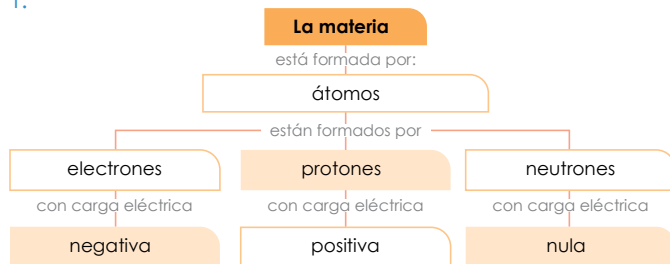 1.
La materia
está formada por:
átomos
están formados por
electrones protones neutrones
con carga eléctrica con carga eléctrica con carga eléctrica
negativa positiva nula